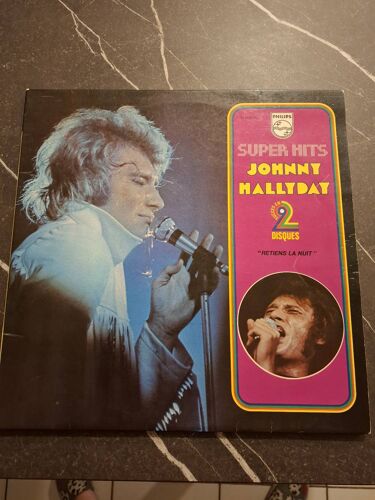 PHILIPS
SUPER HITS
JOHNNY
HALLYDAY
2
DISQUES
"RETIENS LA NUIT"